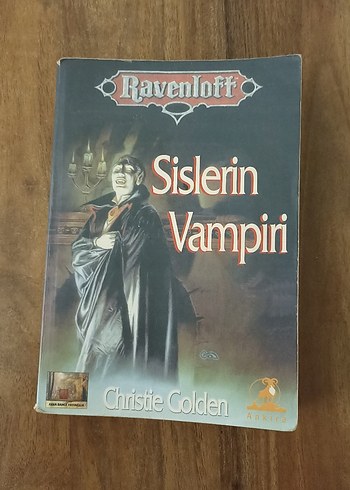 Ravenloft
Sislerin
Vampiri
Christie Golden